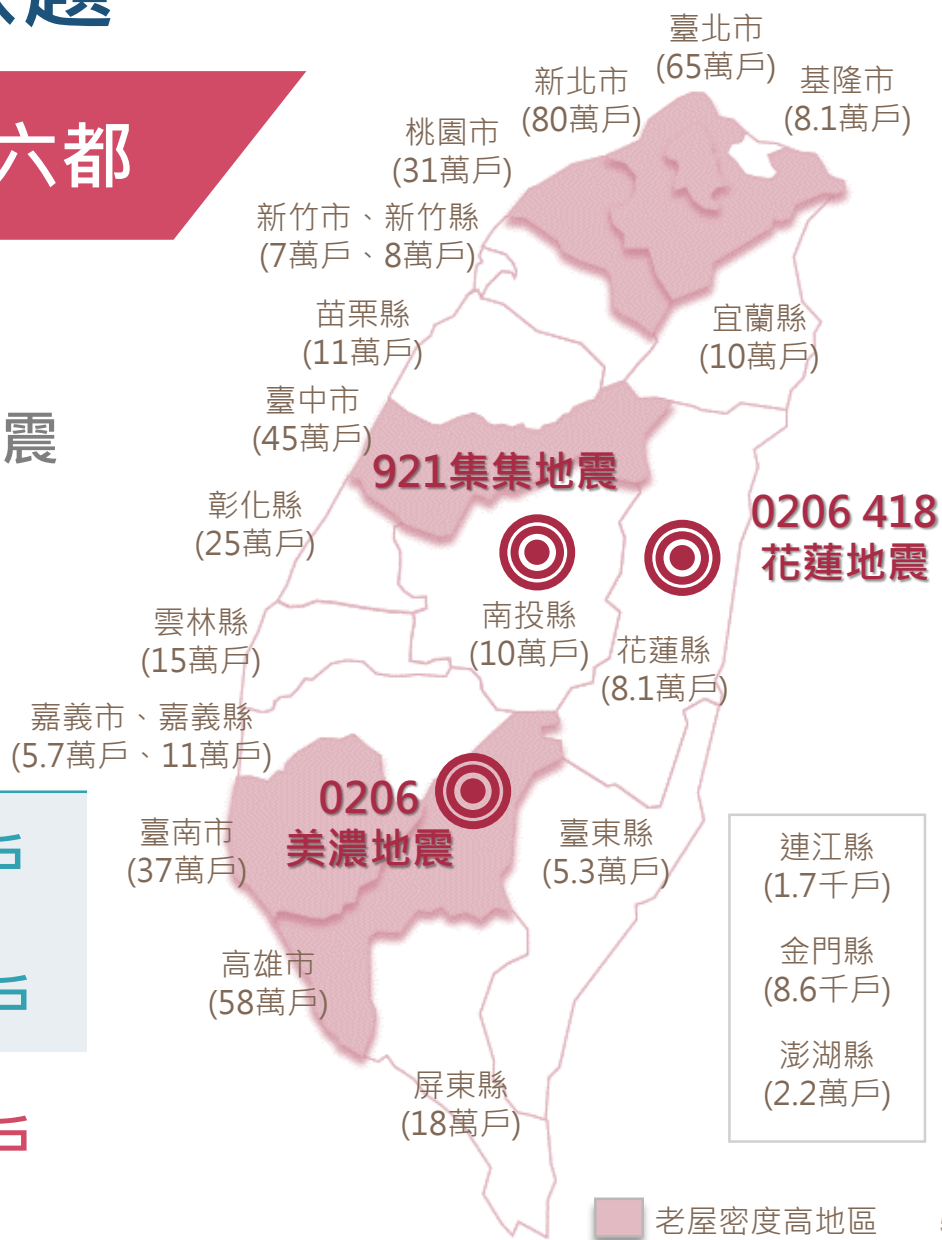 題
六都
震
臺北市
(65萬戶)
新北市
(80萬戶)
基隆市
(8.1萬戶)
桃園市
(31萬戶)
新竹市、新竹縣
(7萬戶、8萬戶)
苗栗縣
(11萬戶)
宜蘭縣
(10萬戶)
臺中市
(45萬戶)
921集集地震
彰化縣
(25萬戶)
0206 418
花蓮地震
南投縣
(10萬戶)
花蓮縣
(8.1萬戶)
雲林縣
(15萬戶)
嘉義市、嘉義縣
(5.7萬戶、11萬戶)
0206
美濃地震
臺南市
(37萬戶)
臺東縣
(5.3萬戶)
高雄市
(58萬戶)
屏東縣
(18萬戶)
連江縣
(1.7千戶)
金門縣
(8.6千戶)
澎湖縣
(2.2萬戶)
戶
戶
戶
老屋密度高地區